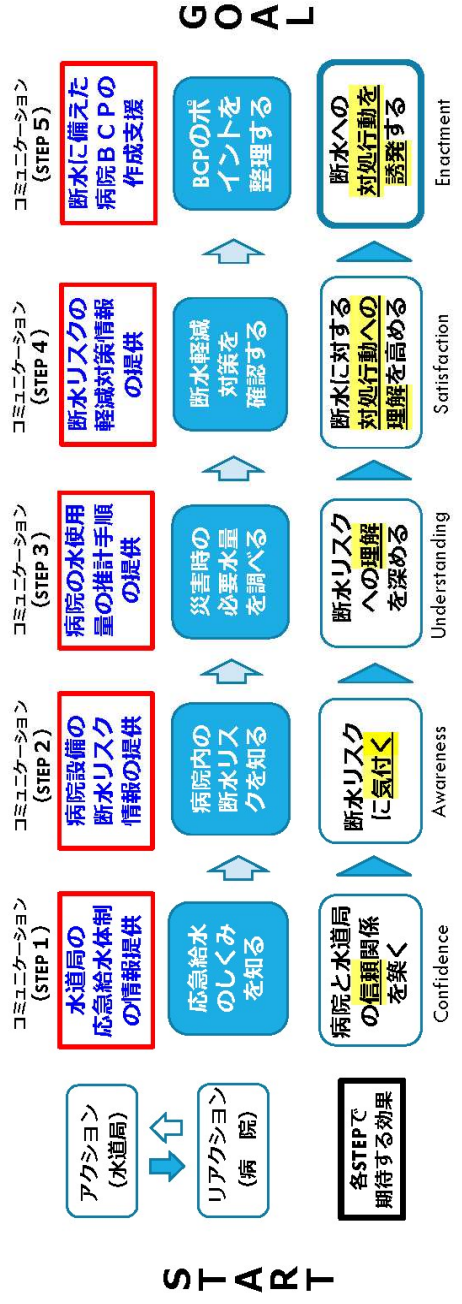 START
アクション
(水道局)
リアクション
(病　院)
各STEPで
期待する効果
コミュニケーション
(STEP 1)
水道局の
応急給水体制
の情報提供
応急給水
のしくみ
を知る
病院と水道局
の信頼関係
を築く
Confidence
コミュニケーション
(STEP 2)
病院設備の
断水リスク
情報の提供
病院内の
断水リス
クを知る
断水リスク
に気付く
Awareness
コミュニケーション
(STEP 3)
病院の水使用
量の推計手順
の提供
災害時の
必要水量
を調べる
断水リスク
への理解
を深める
Understanding
コミュニケーション
(STEP 4)
断水リスクの
軽減対策情報
の提供
断水軽減
対策を
確認する
断水に対する
対処行動への
理解を高める
Satisfaction
コミュニケーション
(STEP 5)
断水に備えた
病院BCPの
作成支援
BCPのポ
イントを
整理する
断水への
対処行動を
誘発する
Enactment
GOAL